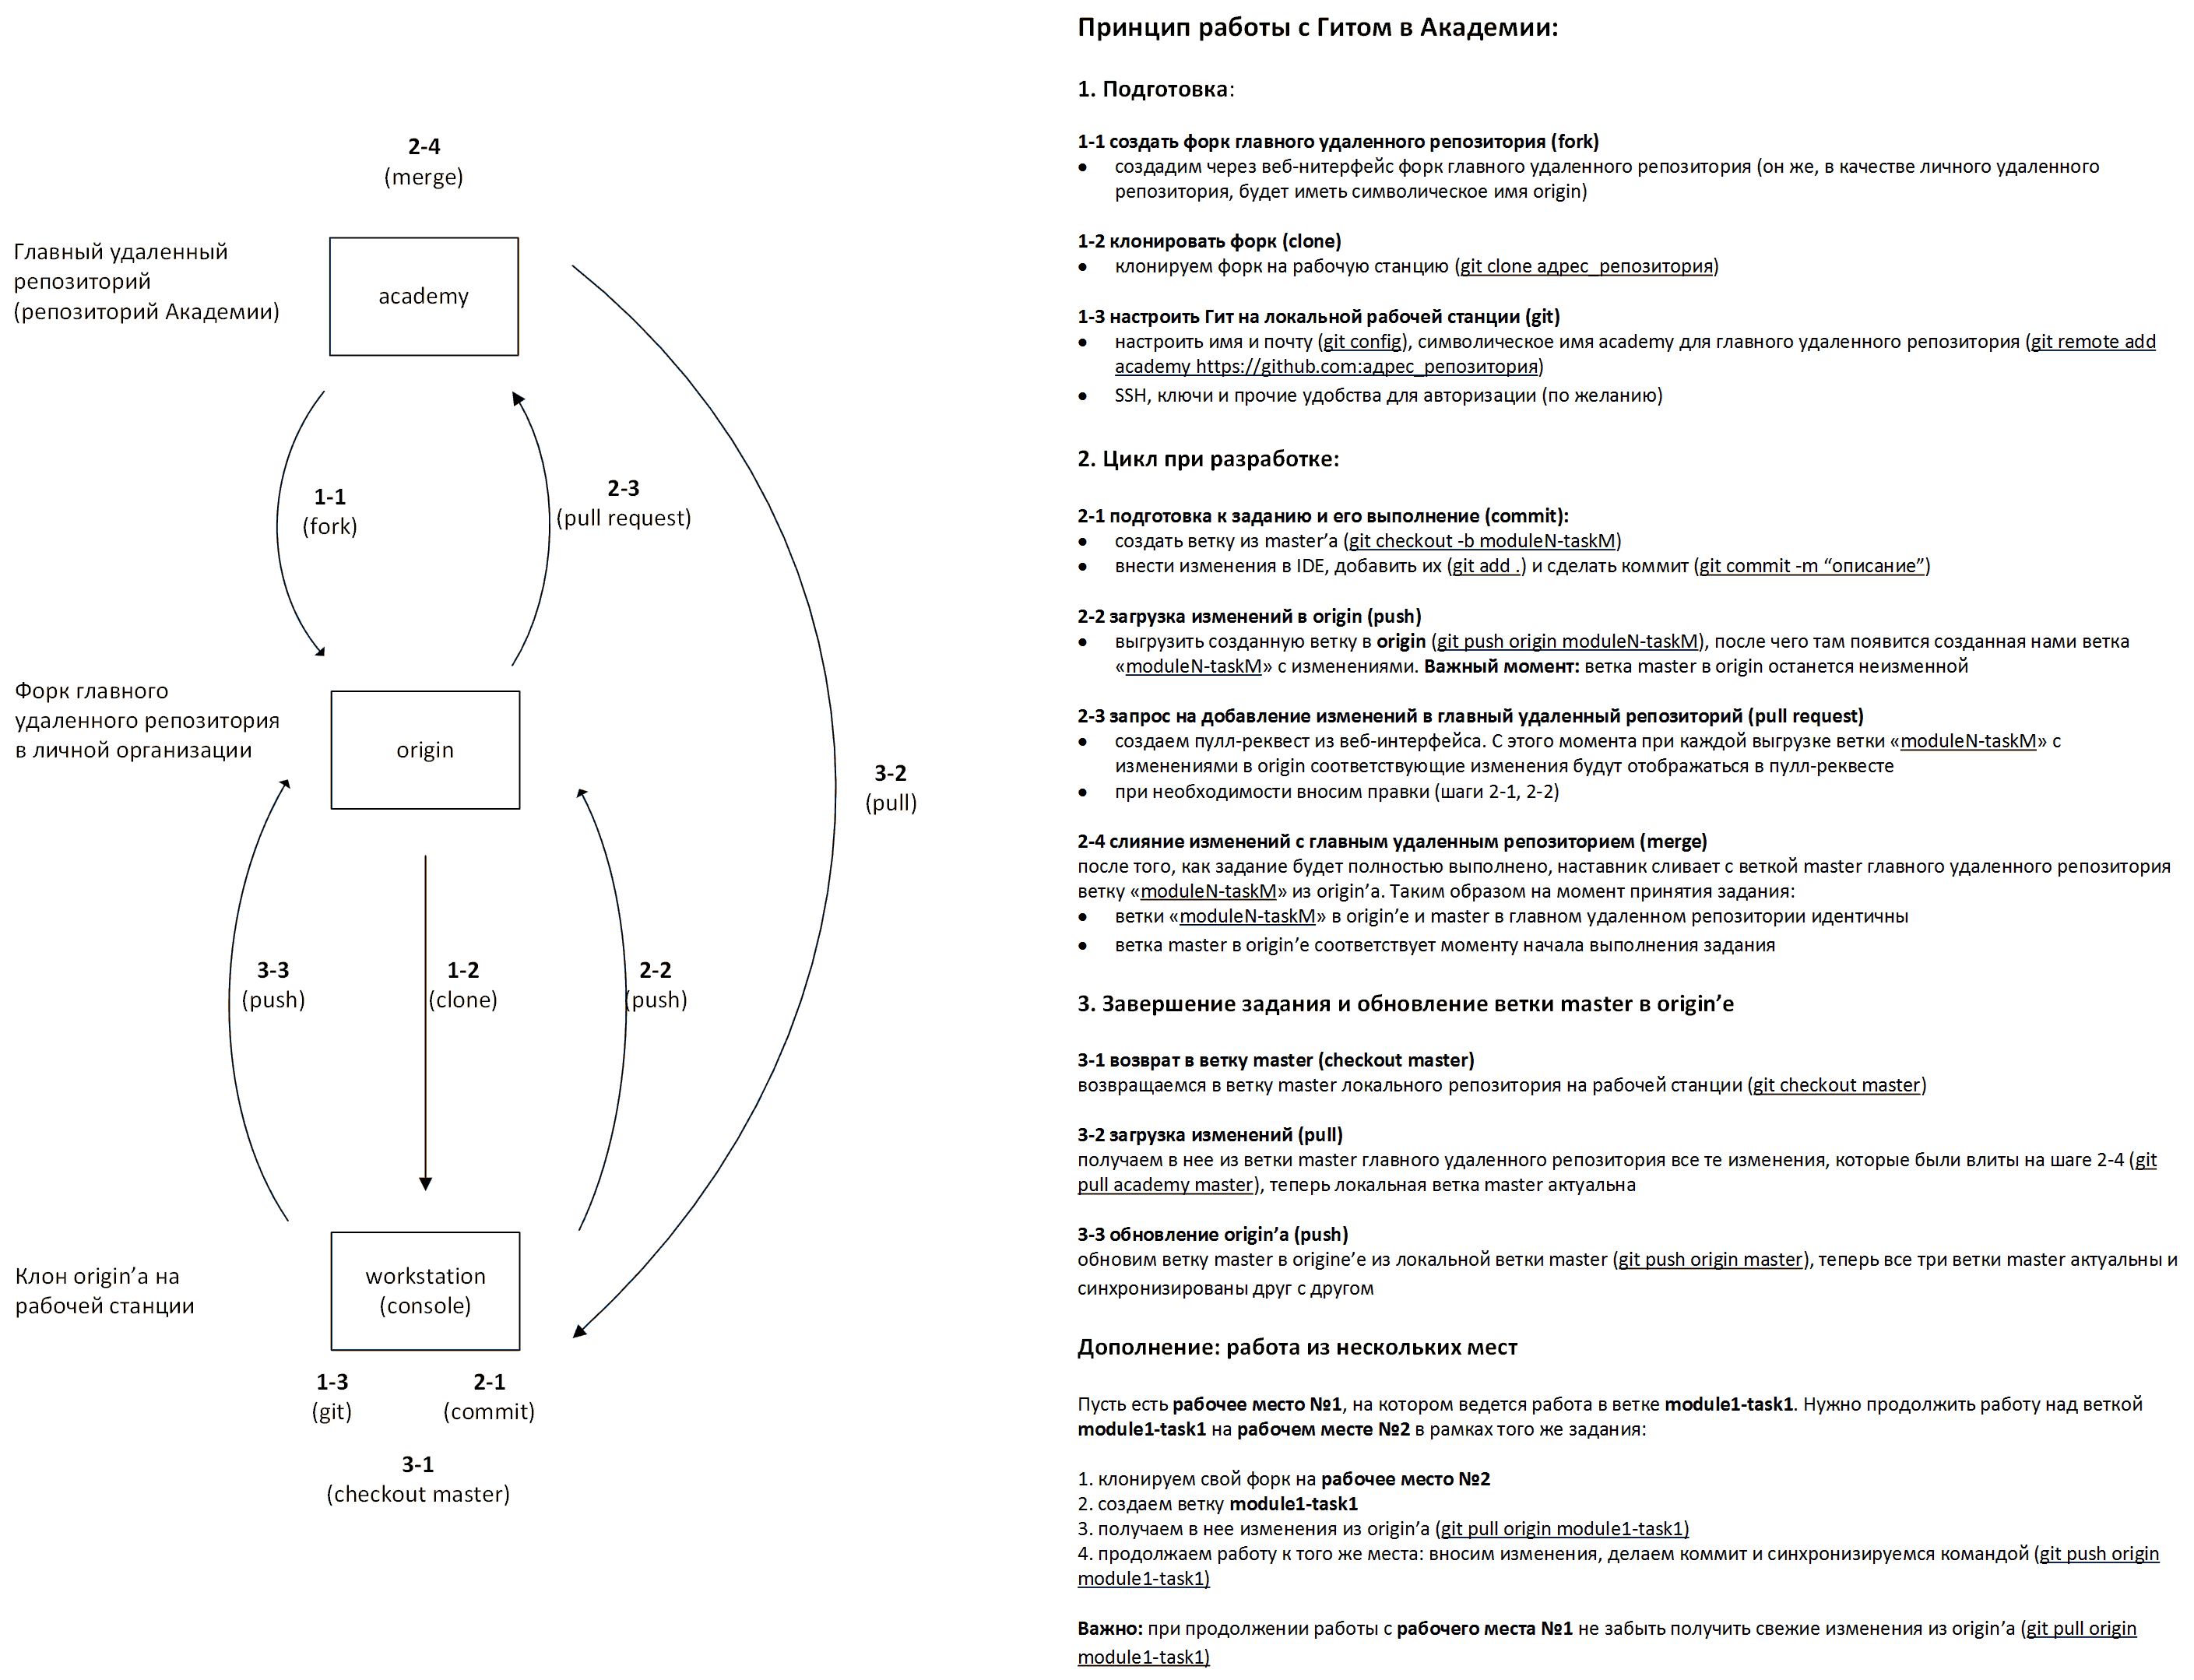 2-4
(merge)
Главный удаленный
репозиторий
(репозиторий Академии)
academy
1-1
(fork)
2-3
(pull request)
Форк главного
удаленного репозитория
в личной организации
origin
3-2
(pull)
3-3
(push)
1-2
(clone)
2-2
(push)
Клон origin’а на
рабочей станции
workstation
(console)
1-3
(git)
2-1
(commit)
3-1
(checkout master)
Принцип работы с Гитом в Академии:
1. Подготовка:
1-1 создать форк главного удаленного репозитория (fork)
● создадим через веб-нитерфейс форк главного удаленного репозитория (он же, в качестве личного удаленного
репозитория, будет иметь символическое имя origin)
1-2 клонировать форк (clone)
● клонируем форк на рабочую станцию (git clone адрес_репозитория)
1-3 настроить Гит на локальной рабочей станции (git)
● настроить имя и почту (git config), символическое имя academy для главного удаленного репозитория (git remote add
academy https://github.com:адрес_репозитория)
● SSH, ключи и прочие удобства для авторизации (по желанию)
2. Цикл при разработке:
2-1 подготовка к заданию и его выполнение (commit):
● создать ветку из master’а (git checkout -b moduleN-taskM)
● внести изменения в IDE, добавить их (git add .) и сделать коммит (git commit -m “описание”)
2-2 загрузка изменений в origin (push)
● выгрузить созданную ветку в origin (git push origin moduleN-taskM), после чего там появится созданная нами ветка
«moduleN-taskM» с изменениями. Важный момент: ветка master в origin останется неизменной
2-3 запрос на добавление изменений в главный удаленный репозиторий (pull request)
● создаем пулл-реквест из веб-интерфейса. С этого момента при каждой выгрузке ветки «moduleN-taskM» с
изменениями в origin соответствующие изменения будут отображаться в пулл-реквесте
● при необходимости вносим правки (шаги 2-1, 2-2)
2-4 слияние изменений с главным удаленным репозиторием (merge)
после того, как задание будет полностью выполнено, наставник сливает с веткой master главного удаленного репозитория
ветку «moduleN-taskM» из origin’а. Таким образом на момент принятия задания:
● ветки «moduleN-taskM» в origin’е и master в главном удаленном репозитории идентичны
● ветка master в origin’е соответствует моменту начала выполнения задания
3. Завершение задания и обновление ветки master в origin’е
3-1 возврат в ветку master (checkout master)
возвращаемся в ветку master локального репозитория на рабочей станции (git checkout master)
3-2 загрузка изменений (pull)
получаем в нее из ветки master главного удаленного репозитория все те изменения, которые были влиты на шаге 2-4 (git
pull academy master), теперь локальная ветка master актуальна
3-3 обновление origin’а (push)
обновим ветку master в origine’е из локальной ветки master (git push origin master), теперь все три ветки master актуальны и
синхронизированы друг с другом
Дополнение: работа из нескольких мест
Пусть есть рабочее место №1, на котором ведется работа в ветке module1-task1. Нужно продолжить работу над веткой
module1-task1 на рабочем месте №2 в рамках того же задания:
1. клонируем свой форк на рабочее место №2
2. создаем ветку module1-task1
3. получаем в нее изменения из origin’а (git pull origin module1-task1)
4. продолжаем работу к того же места: вносим изменения, делаем коммит и синхронизируемся командой (git push origin
module1-task1)
Важно: при продолжении работы с рабочего места №1 не забыть получить свежие изменения из origin’а (git pull origin
module1-task1)